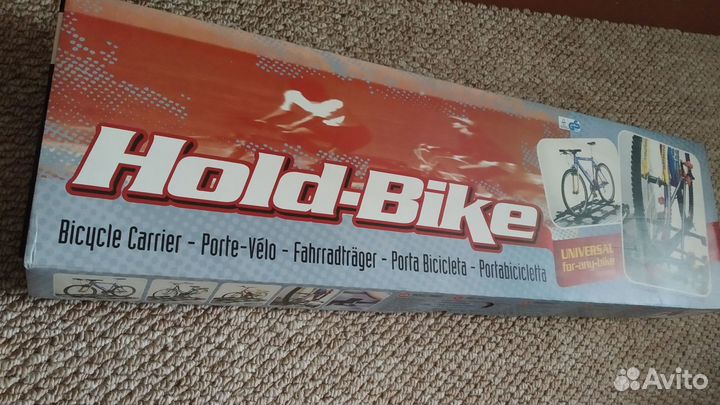 Hold-Bike
Bicycle Carrier - Porte-Vélo - Fahrradträger - Porta Bicicleta - Portabicicletta
UNIVERSAL
for-any-bike
Avito